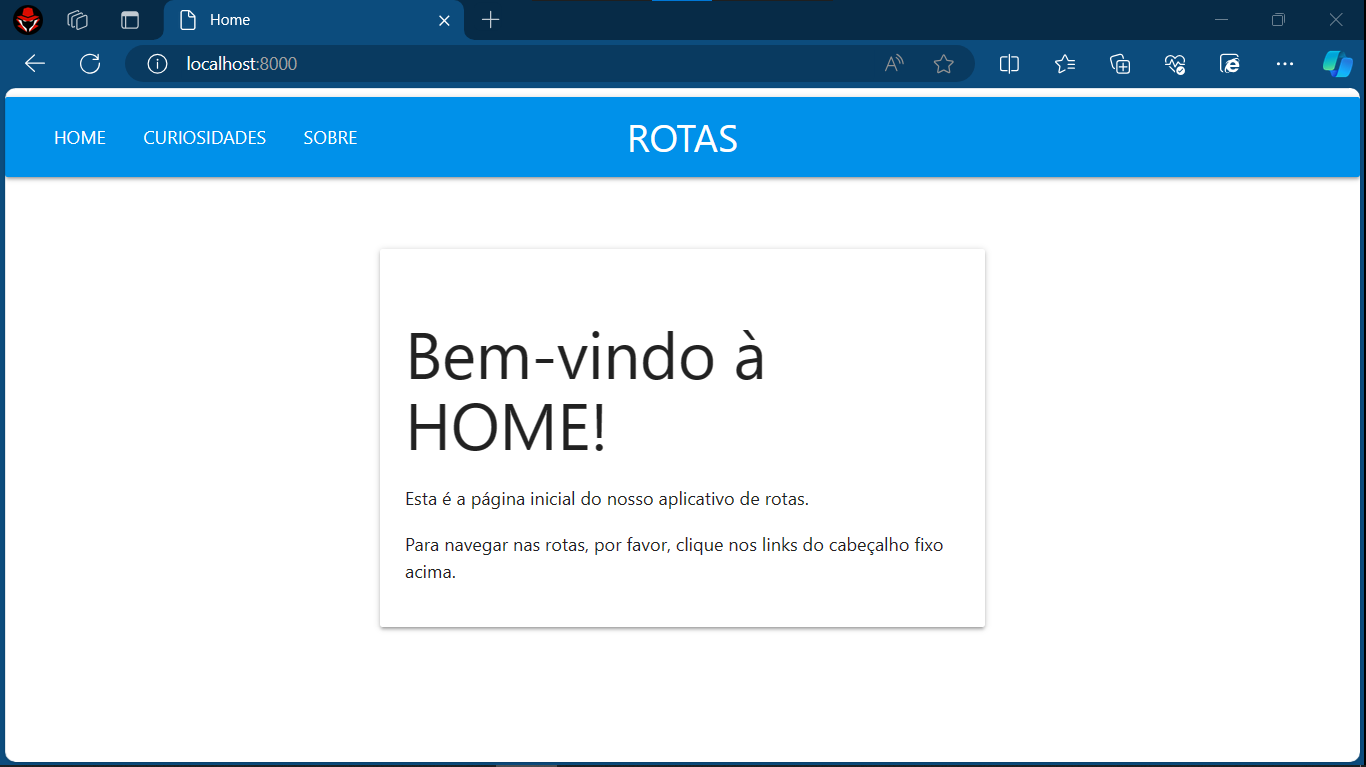 Home
localhost:8000
HOME CURIOSIDADES SOBRE ROTAS
Bem-vindo à
HOME!
Esta é a página inicial do nosso aplicativo de rotas.
Para navegar nas rotas, por favor, clique nos links do cabeçalho fixo
acima.